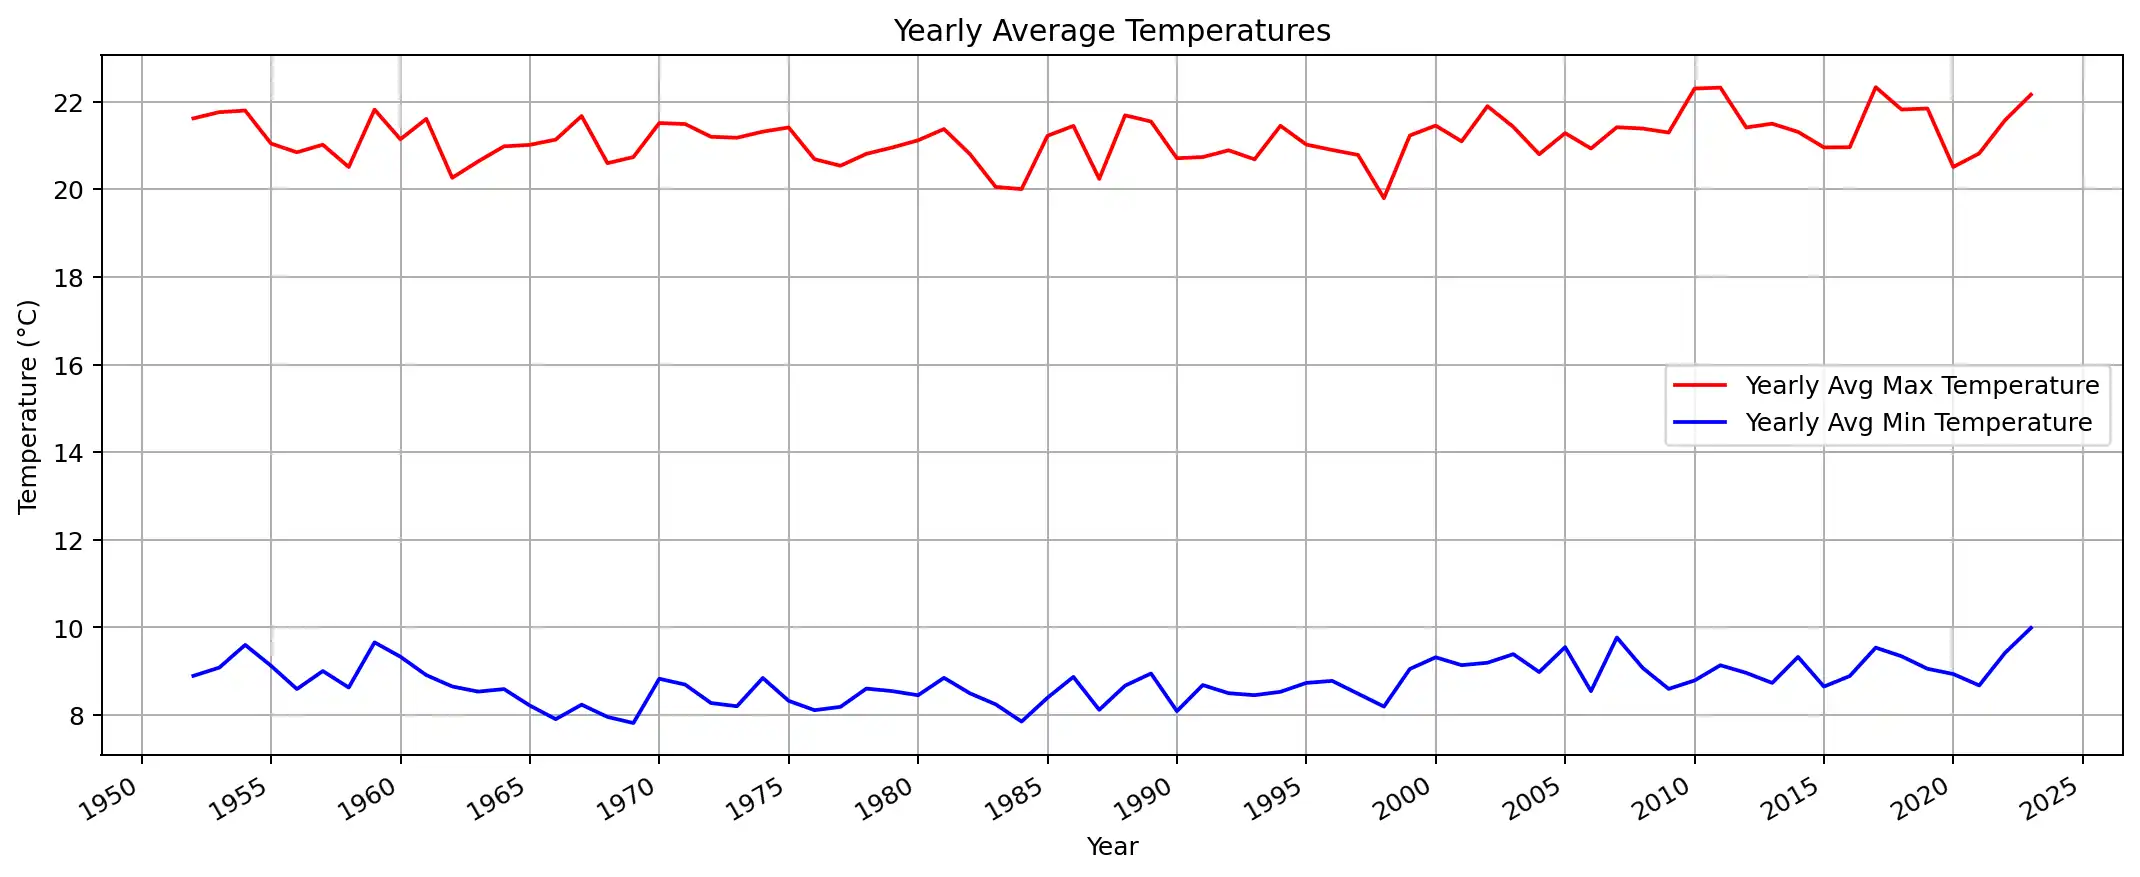 Yearly Average Temperatures
22
20
18
16
14
12
10
8
Temperature (°C)
Yearly Avg Max Temperature
Yearly Avg Min Temperature
1950 1955 1960 1965 1970 1975 1980 1985 1990 1995 2000 2005 2010 2015 2020 2025
Year